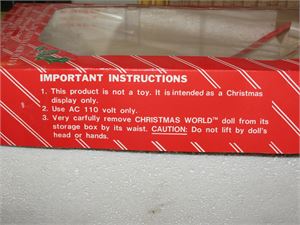 IMPORTANT INSTRUCTIONS
1. This product is not a toy. It is intended as a Christmas
display only.
2. Use AC 110 volt only.
3. Very carfully remove CHRISTMAS WORLD™ doll from its
storage box by its waist. CAUTION: Do not lift by doll's
head or hands.